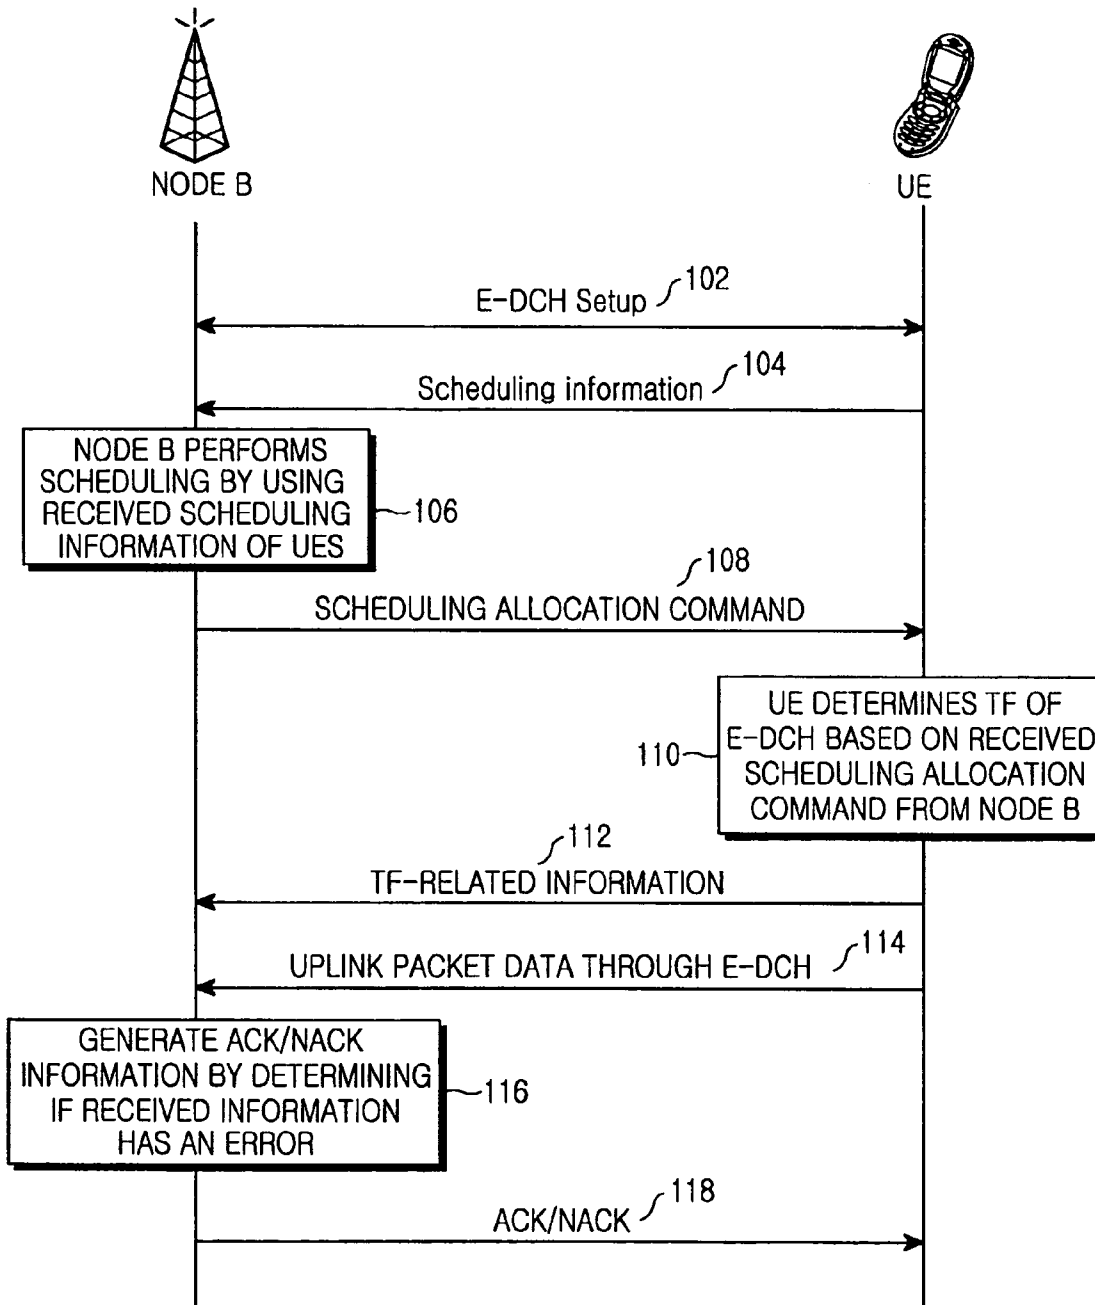 NODE B
UE
102
E-DCH Setup
104
Scheduling information
NODE B PERFORMS
SCHEDULING BY USING
RECEIVED SCHEDULING
INFORMATION OF UES
106
108
SCHEDULING ALLOCATION COMMAND
UE DETERMINES TF OF
E-DCH BASED ON RECEIVED
SCHEDULING ALLOCATION
COMMAND FROM NODE B
110
112
TF-RELATED INFORMATION
114
UPLINK PACKET DATA THROUGH E-DCH
GENERATE ACK/NACK
INFORMATION BY DETERMINING
IF RECEIVED INFORMATION
HAS AN ERROR
116
118
ACK/NACK